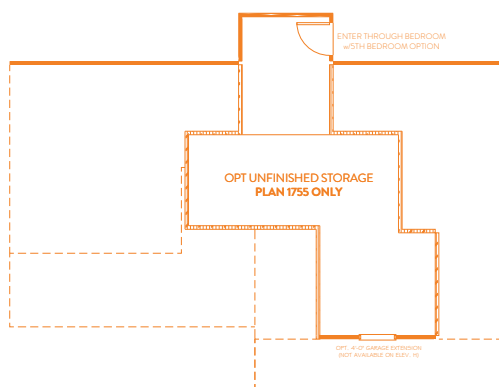 ENTER THROUGH BEDROOM
w/5TH BEDROOM OPTION
OPT UNFINISHED STORAGE
PLAN 1755 ONLY
OPT. 4'-0" GARAGE EXTENSION
(NOT AVAILABLE ON ELEV. H)